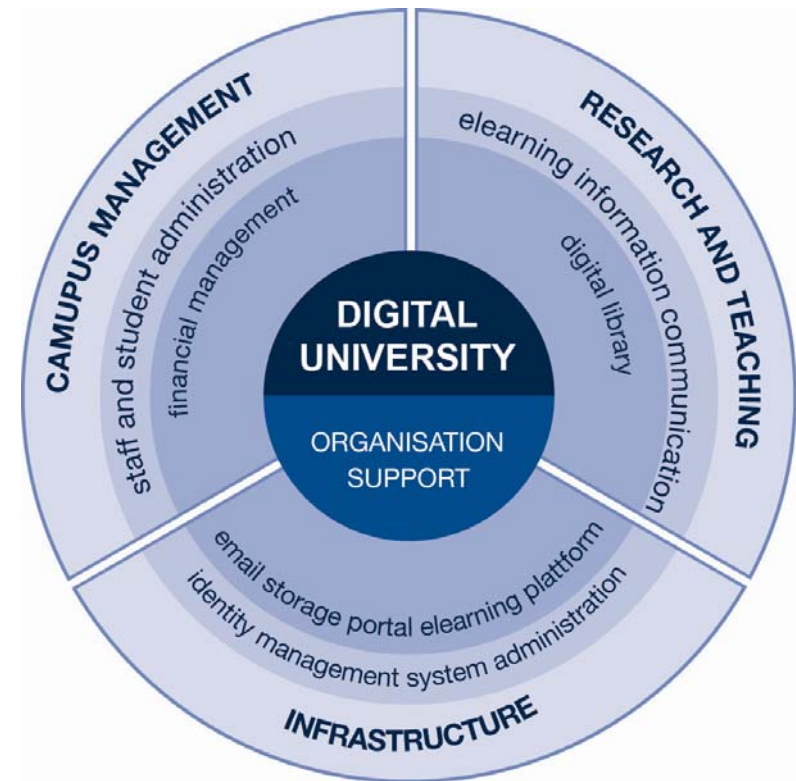 CAMUPUS MANAGEMENT
staff and student administration
financial management
RESEARCH AND TEACHING
elearning information communication
digital library
DIGITAL
UNIVERSITY
ORGANISATION
SUPPORT
email storage portal elearning plattform
identity management system administration
INFRASTRUCTURE